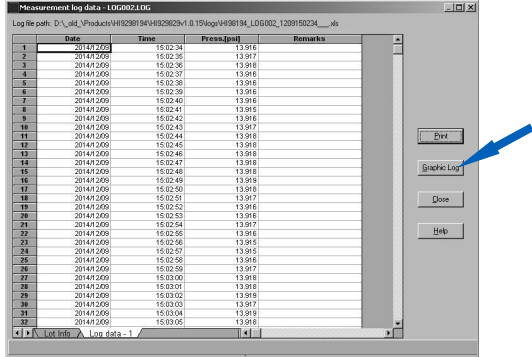 Measurement log data - LOG002.LOG
Log file path: D:\_old_\Products\HI9298194\HI929829v1.0.15\logs\HI98194_LOG002_1209150234___.xls
Date Time Press.[psi] Remarks
1 2014/12/09 15:02:34 13.916
2 2014/12/09 15:02:35 13.917
3 2014/12/09 15:02:36 13.918
4 2014/12/09 15:02:37 13.916
5 2014/12/09 15:02:38 13.916
6 2014/12/09 15:02:39 13.916
7 2014/12/09 15:02:40 13.916
8 2014/12/09 15:02:41 13.915
9 2014/12/09 15:02:42 13.916
10 2014/12/09 15:02:43 13.917
11 2014/12/09 15:02:44 13.918
12 2014/12/09 15:02:45 13.918
13 2014/12/09 15:02:46 13.918
14 2014/12/09 15:02:47 13.918
15 2014/12/09 15:02:48 13.918
16 2014/12/09 15:02:49 13.919
17 2014/12/09 15:02:50 13.918
18 2014/12/09 15:02:51 13.917
19 2014/12/09 15:02:52 13.916
20 2014/12/09 15:02:53 13.916
21 2014/12/09 15:02:54 13.917
22 2014/12/09 15:02:55 13.916
23 2014/12/09 15:02:56 13.915
24 2014/12/09 15:02:57 13.915
25 2014/12/09 15:02:58 13.916
26 2014/12/09 15:02:59 13.917
27 2014/12/09 15:03:00 13.918
28 2014/12/09 15:03:01 13.918
29 2014/12/09 15:03:02 13.919
30 2014/12/09 15:03:03 13.917
31 2014/12/09 15:03:04 13.919
32 2014/12/09 15:03:05 13.918
Lot Info Log data - 1
Print
Graphic Log
Close
Help